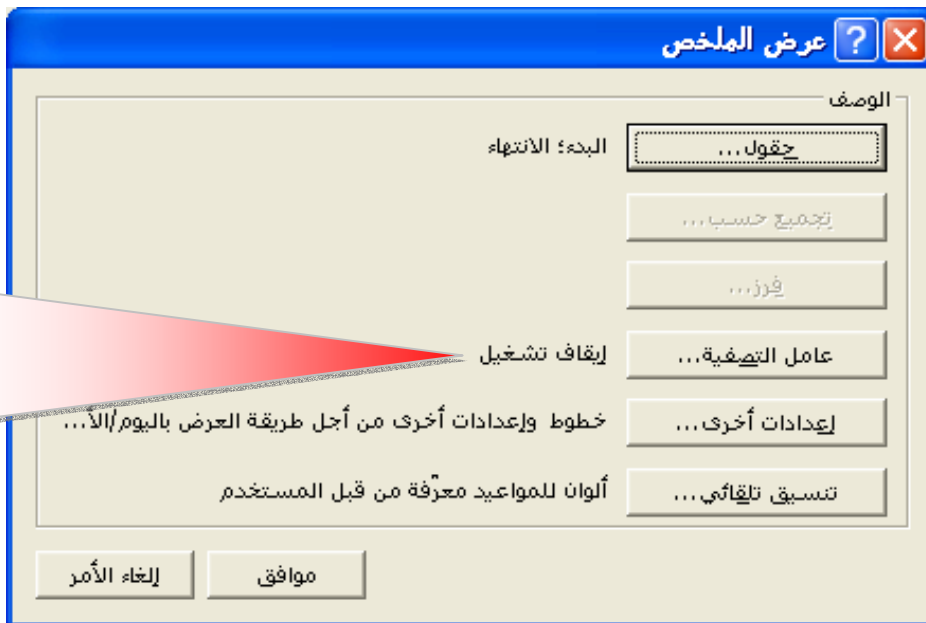 عرض الملخص
الوصف
حقول...
البدء؛ الانتهاء
تجميع حسب...
فرز...
عامل التصفية...
إيقاف تشغيل
إعدادات أخرى...
خطوط وإعدادات أخرى من أجل طريقة العرض باليوم/الأ...
تنسيق تلقائي...
ألوان للمواعيد معرّفة من قبل المستخدم
موافق
إلغاء الأمر